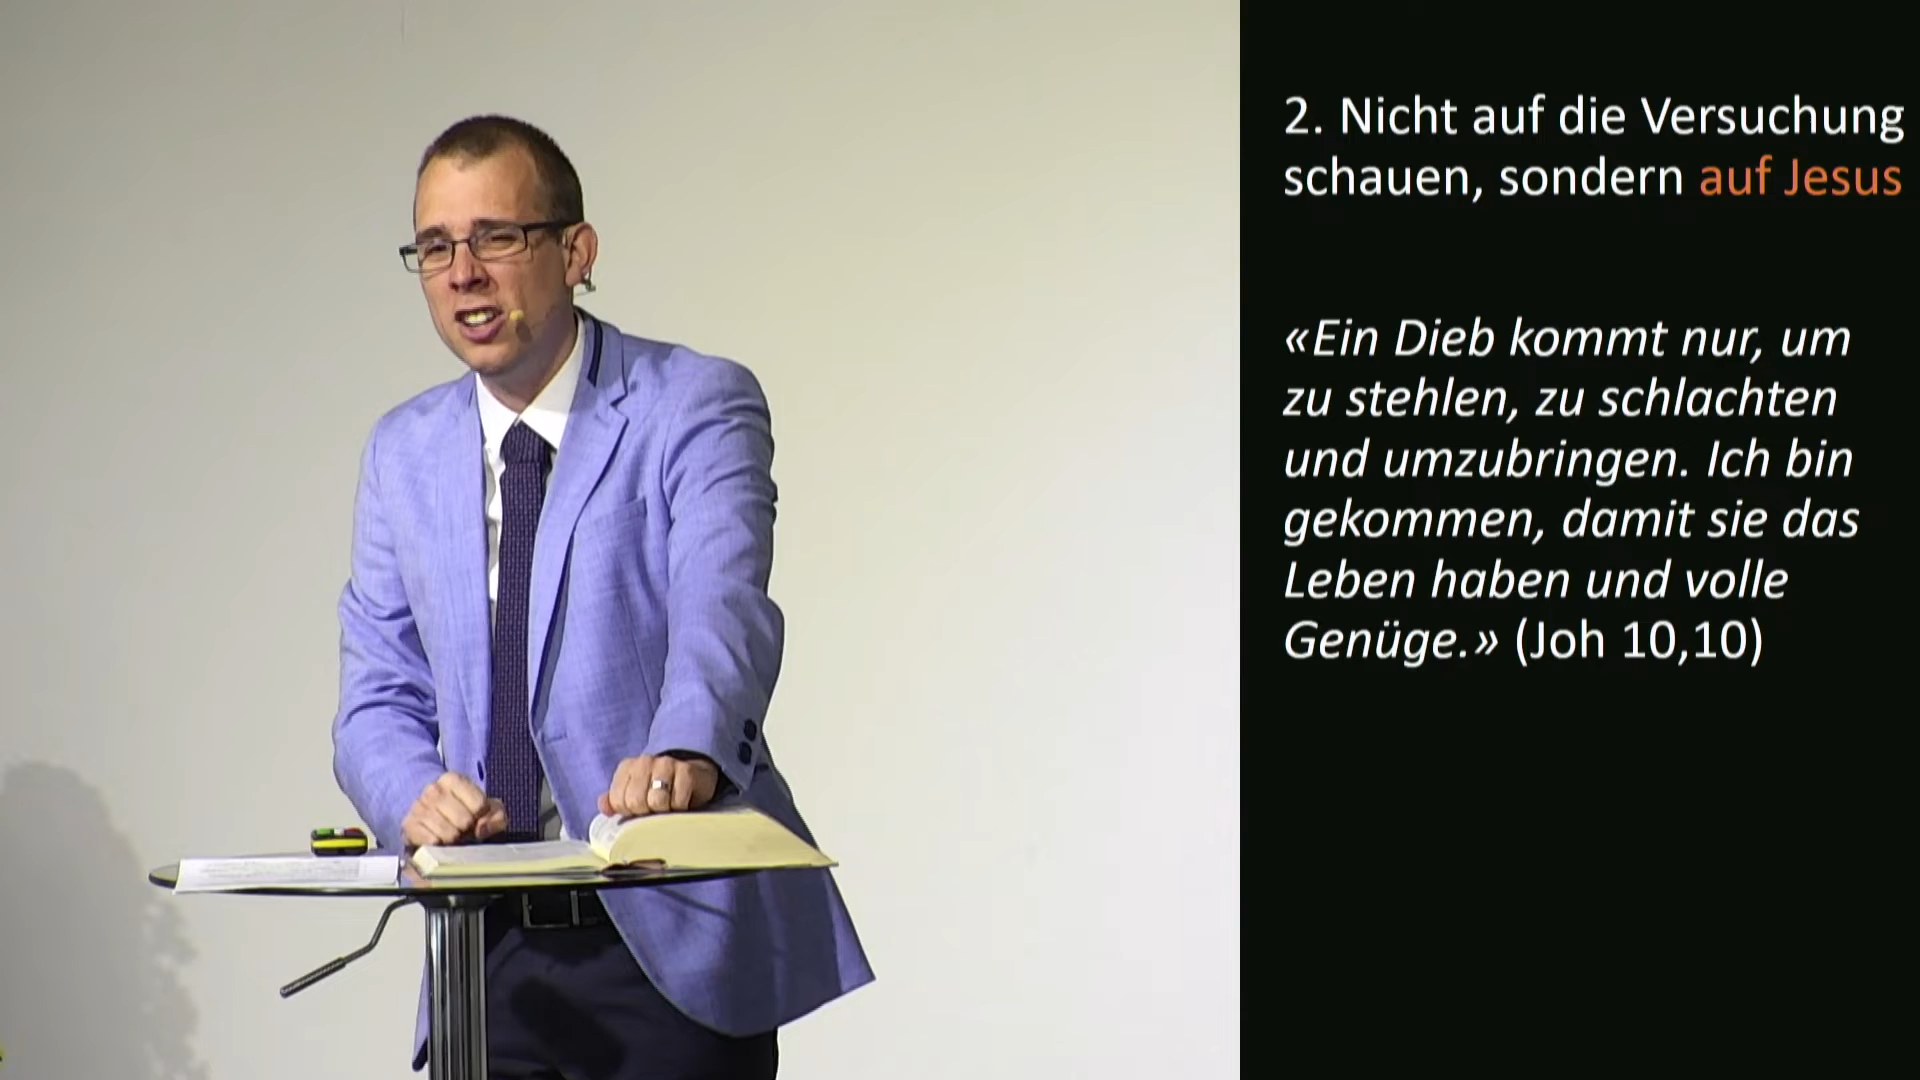 2. Nicht auf die Versuchung
schauen, sondern auf Jesus
«Ein Dieb kommt nur, um
zu stehlen, zu schlachten
und umzubringen. Ich bin
gekommen, damit sie das
Leben haben und volle
Genüge.» (Joh 10,10)